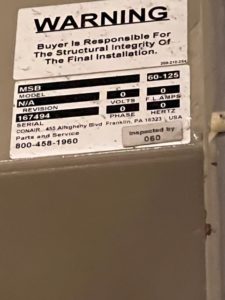 WARNING
Buyer is Responsible For
The Structural Integrity Of
The Final Installation.
MSB 60-125
MODEL 0 0
N/A VOLTS F.L.AMPS
REVISION 0 0
167494 PHASE HERTZ
SERIAL
CONAIR 455 Allegheny Blvd Franklin, PA 16323 USA
Parts and Service
800-458-1960
Inspected by
060